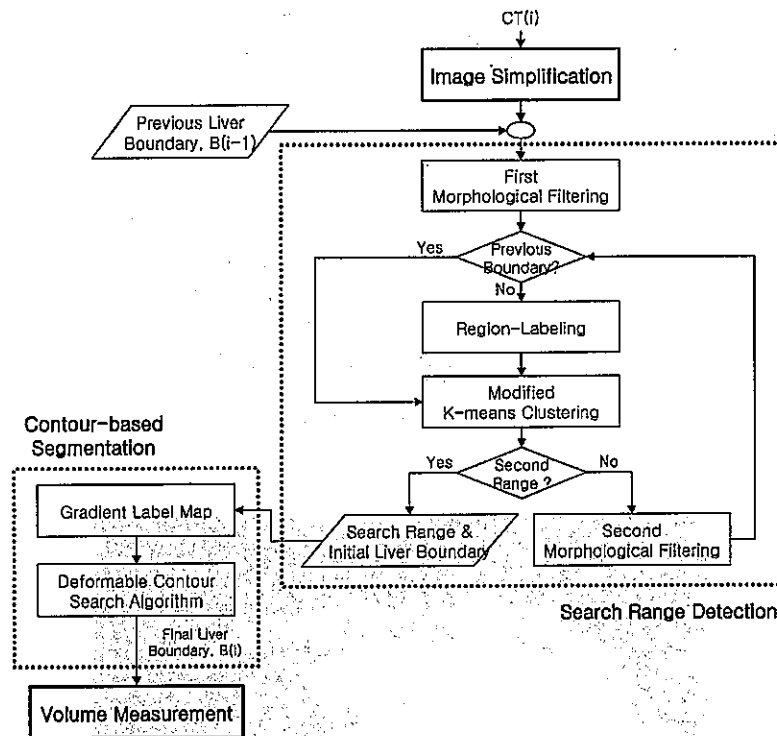 CT(i)
Image Simplification
Previous Liver
Boundary, B(i-1)
First
Morphological Filtering
Yes
Previous
Boundary?
No
Region-Labeling
Modified
K-means Clustering
Contour-based
Segmentation
Yes
Second
Range ?
No
Gradient Label Map
Search Range &
Initial Liver Boundary
Second
Morphological Filtering
Deformable Contour
Search Algorithm
Search Range Detection
Final Liver
Boundary, B(i)
Volume Measurement